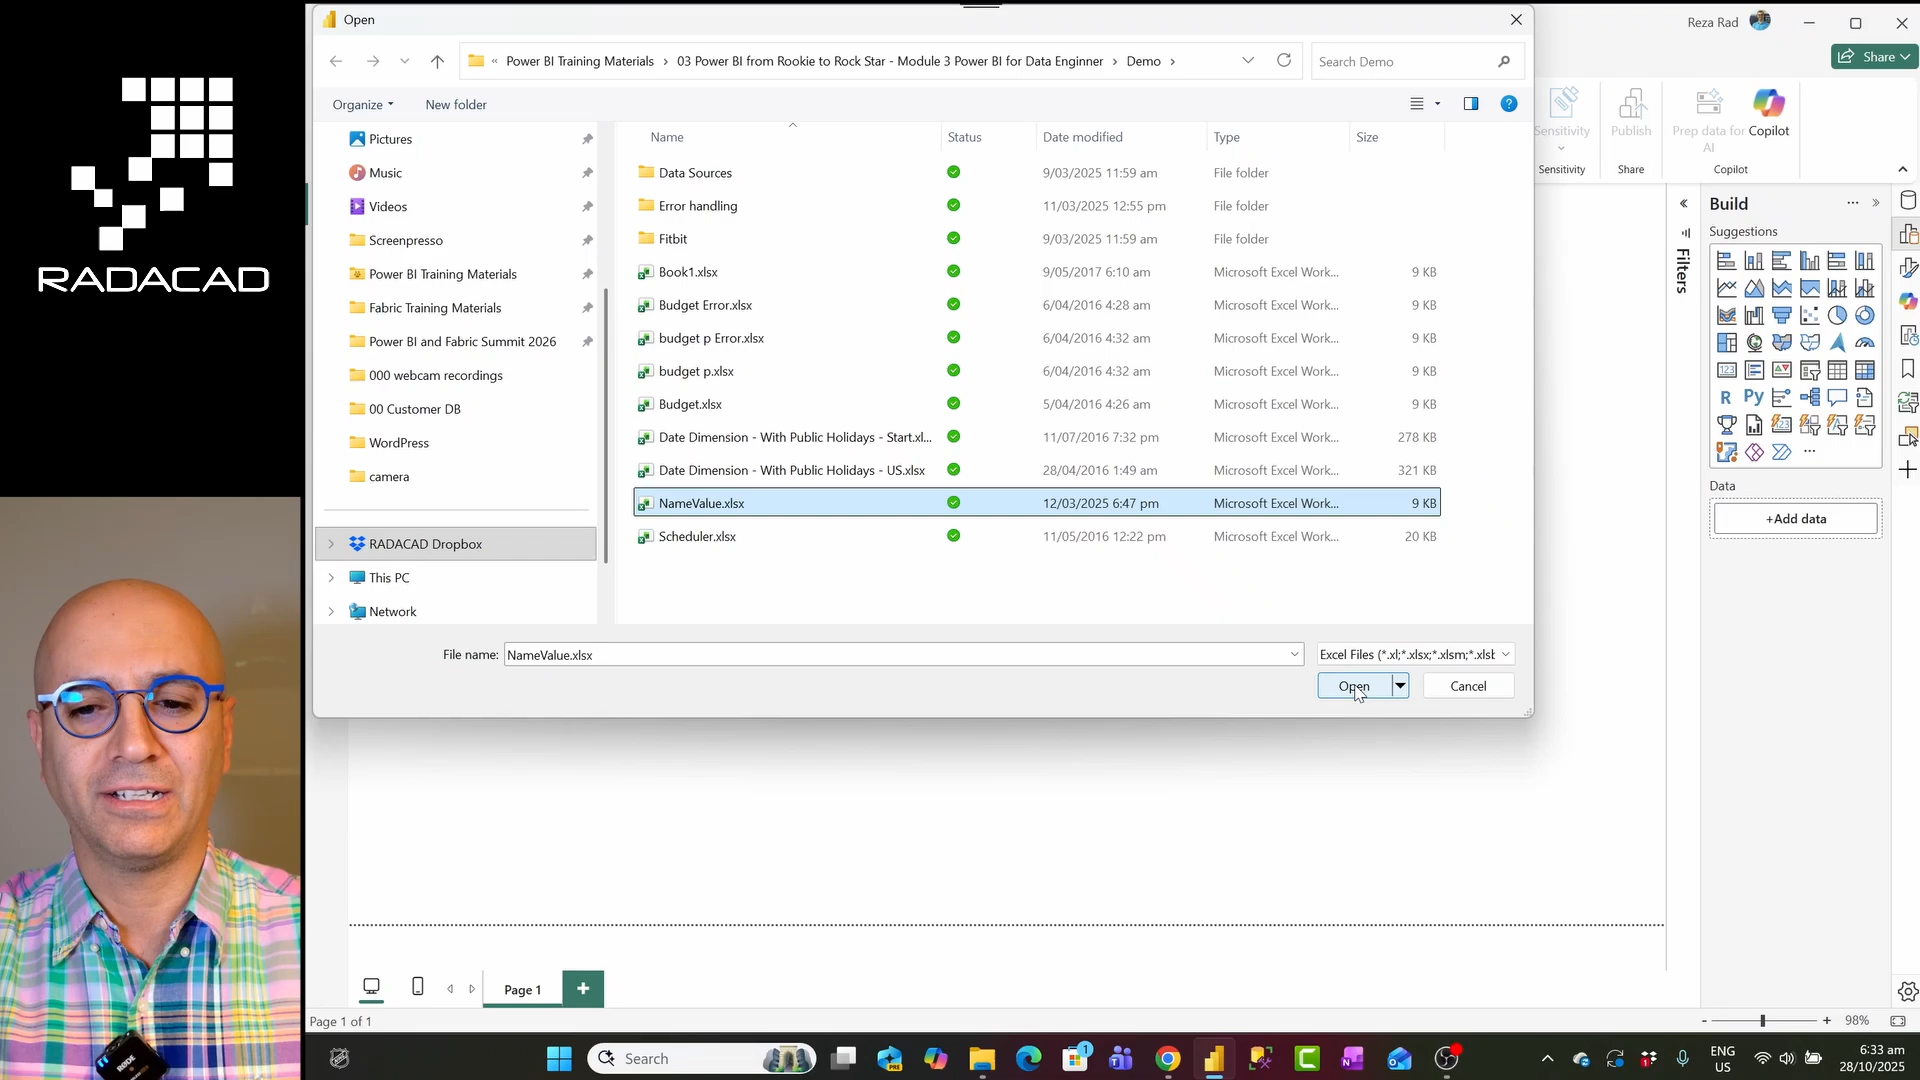 RADACAD
Open
Reza Rad
« Power BI Training Materials › 03 Power BI from Rookie to Rock Star - Module 3 Power BI for Data Enginner › Demo ›
Search Demo
Share
Organize
New folder
Pictures
Music
Videos
Screenpresso
Power BI Training Materials
Fabric Training Materials
Power BI and Fabric Summit 2026
000 webcam recordings
00 Customer DB
WordPress
camera
RADACAD Dropbox
This PC
Network
Name Status Date modified Type Size
Data Sources 9/03/2025 11:59 am File folder
Error handling 11/03/2025 12:55 pm File folder
Fitbit 9/03/2025 11:59 am File folder
Book1.xlsx 9/05/2017 6:10 am Microsoft Excel Work... 9 KB
Budget Error.xlsx 6/04/2016 4:28 am Microsoft Excel Work... 9 KB
budget p Error.xlsx 6/04/2016 4:32 am Microsoft Excel Work... 9 KB
budget p.xlsx 6/04/2016 4:32 am Microsoft Excel Work... 9 KB
Budget.xlsx 5/04/2016 4:26 am Microsoft Excel Work... 9 KB
Date Dimension - With Public Holidays - Start.xl... 11/07/2016 7:32 pm Microsoft Excel Work... 278 KB
Date Dimension - With Public Holidays - US.xlsx 28/04/2016 1:49 am Microsoft Excel Work... 321 KB
NameValue.xlsx 12/03/2025 6:47 pm Microsoft Excel Work... 9 KB
Scheduler.xlsx 11/05/2016 12:22 pm Microsoft Excel Work... 20 KB
File name: NameValue.xlsx
Excel Files (*.xl;*.xlsx;*.xlsm;*.xlsb
Open
Cancel
Sensitivity
Publish
Prep data for
AI
Copilot
Sensitivity
Share
Copilot
Filters
Build
Suggestions
123
R Py
123
Data
+Add data
Page 1
Page 1 of 1
- + 98%
RODE
Search
PRE
1
1
ENG
US
6:33 am
28/10/2025